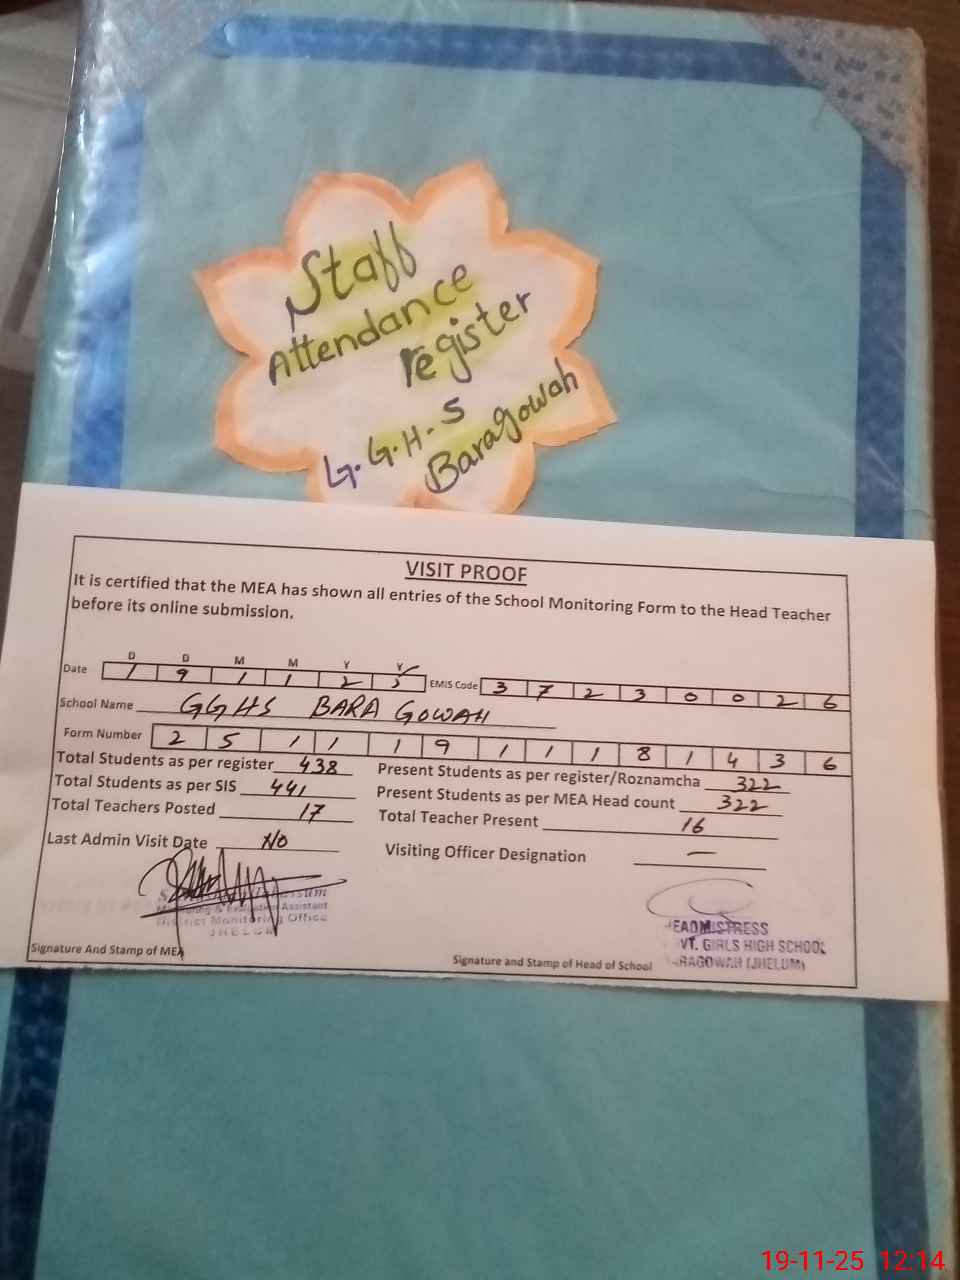 Staff
Attendance
register
G.G.H.S
Baragowah
VISIT PROOF
It is certified that the MEA has shown all entries of the School Monitoring Form to the Head Teacher
before its online submission.
D D M M Y Y
Date 1 9 1 1 2 5 EMIS Code 3 7 2 3 0 0 2 6
School Name GGHS BARA GOWAH
Form Number 2 5 1 1 1 9 1 1 1 8 1 4 3 6
Total Students as per register 438 Present Students as per register/Roznamcha 322
Total Students as per SIS 441 Present Students as per MEA Head count 322
Total Teachers Posted 17 Total Teacher Present 16
Last Admin Visit Date No Visiting Officer Designation —
Monitoring & Evaluation Assistant
District Monitoring Office
JHELUM
EADMISTRESS
VT. GIRLS HIGH SCHOOL
RAGOWAH (JHELUM)
Signature And Stamp of MEA Signature and Stamp of Head of School
19-11-25 12:14